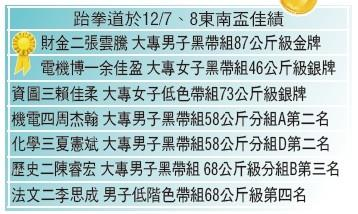 跆拳道於12/7、8東南盃佳績
財金二張雲騰 大專男子黑帶組87公斤級金牌
電機博一余佳盈 大專女子黑帶組46公斤級銀牌
資圖三賴佳柔 大專女子低色帶組73公斤級銀牌
機電四周杰翰 大專男子黑帶組58公斤分組A第二名
化學三夏憲斌 大專男子黑帶組58公斤分組D第二名
歷史二陳睿宏 大專男子黑帶組 68公斤級分組B第三名
法文二李思成 男子低階色帶組68公斤級第四名